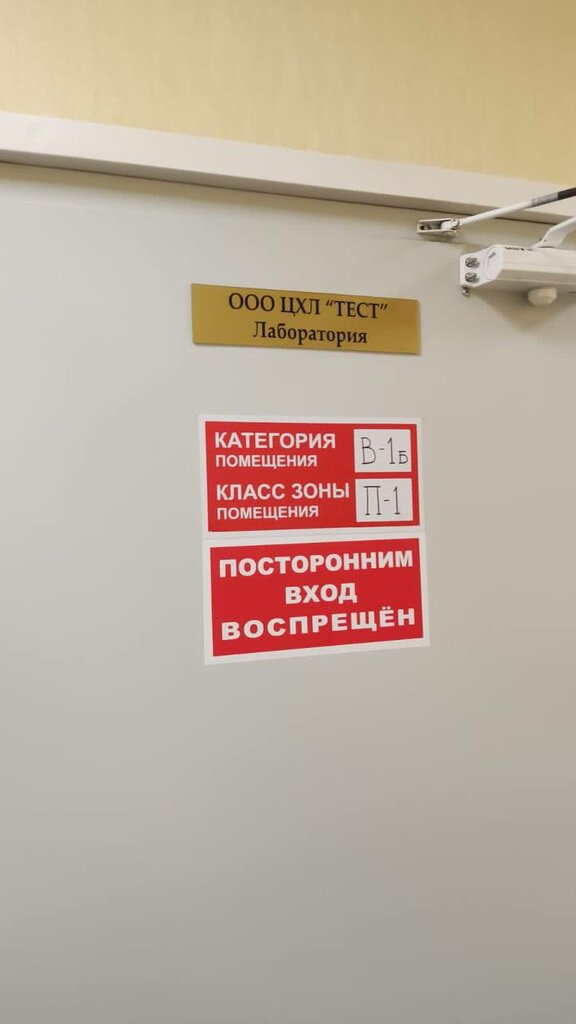 ООО ЦХЛ “ТЕСТ”
Лаборатория
КАТЕГОРИЯ
ПОМЕЩЕНИЯ
В-1Б
КЛАСС ЗОНЫ
ПОМЕЩЕНИЯ
П-1
ПОСТОРОННИМ
ВХОД
ВОСПРЕЩЁН